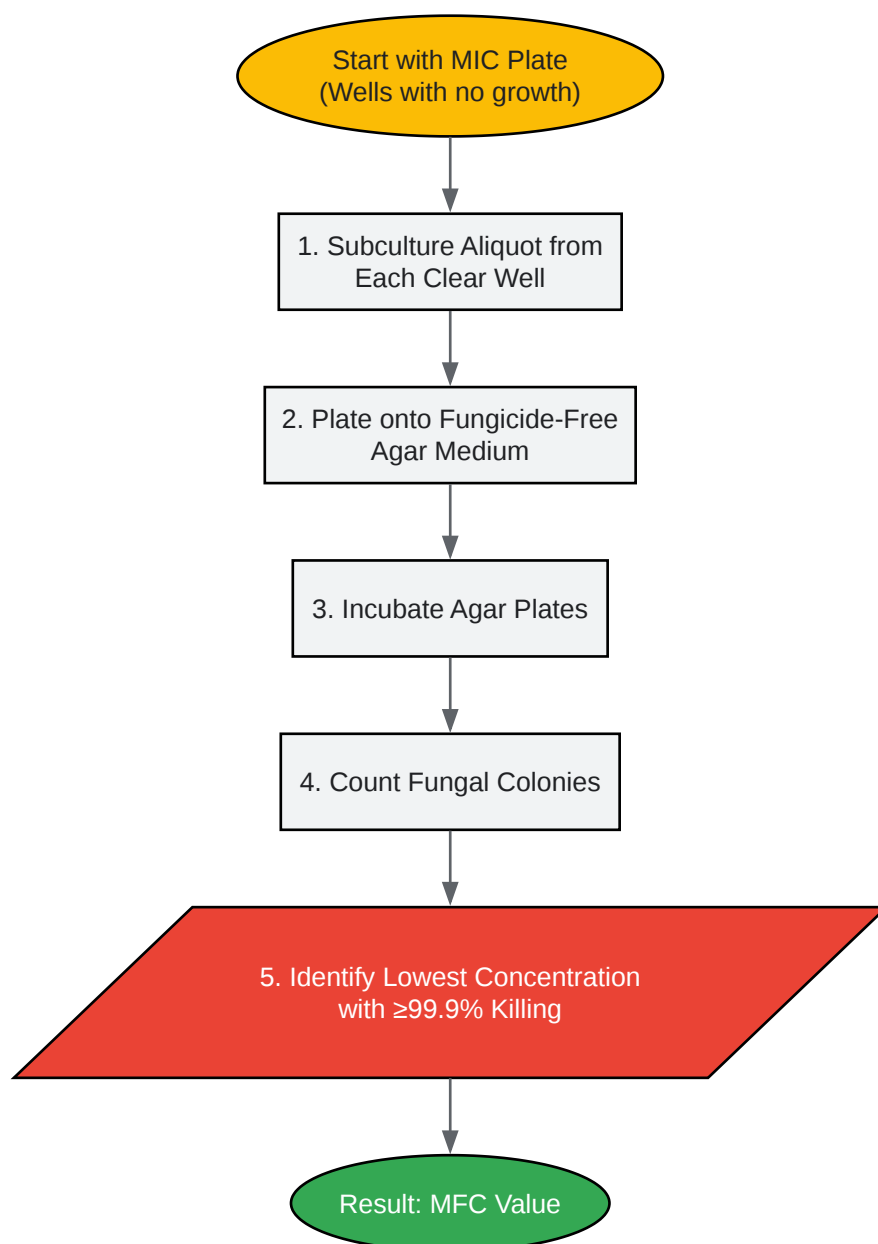 Start with MIC Plate
(Wells with no growth)
1. Subculture Aliquot from
Each Clear Well
2. Plate onto Fungicide-Free
Agar Medium
3. Incubate Agar Plates
4. Count Fungal Colonies
5. Identify Lowest Concentration
with ≥99.9% Killing
Result: MFC Value